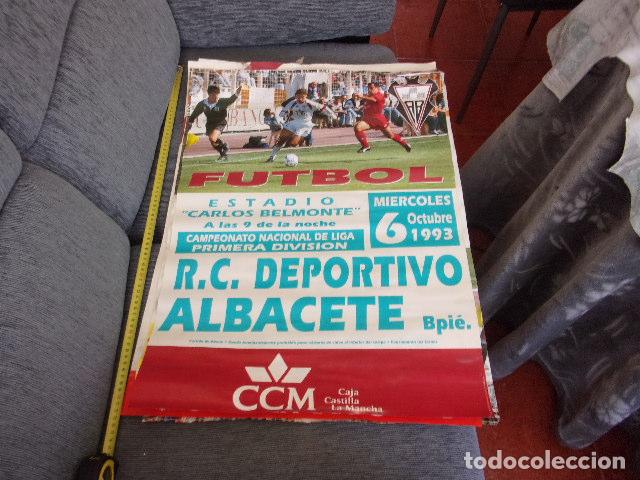 FUTBOL
ESTADIO
"CARLOS BELMONTE"
A las 9 de la noche
CAMPEONATO NACIONAL DE LIGA
PRIMERA DIVISION
MIERCOLES
6 Octubre
1993
R.C. DEPORTIVO
ALBACETE Bpié.
CCM
Caja
Castilla
La Mancha
todocoleccion